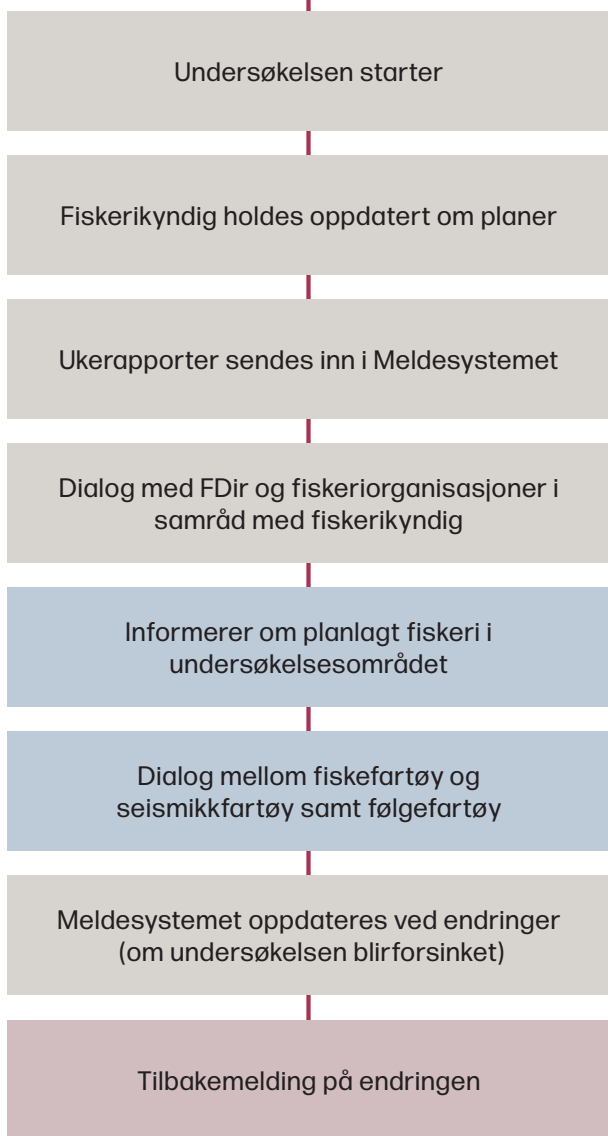 Undersøkelsen starter
Fiskerikyndig holdes oppdatert om planer
Ukerapporter sendes inn i Meldesystemet
Dialog med FDir og fiskeriorganisasjoner i
samråd med fiskerikyndig
Informerer om planlagt fiskeri i
undersøkelsesområdet
Dialog mellom fiskefartøy og
seismikkfartøy samt følgefartøy
Meldesystemet oppdateres ved endringer
(om undersøkelsen blirforsinket)
Tilbakemelding på endringen